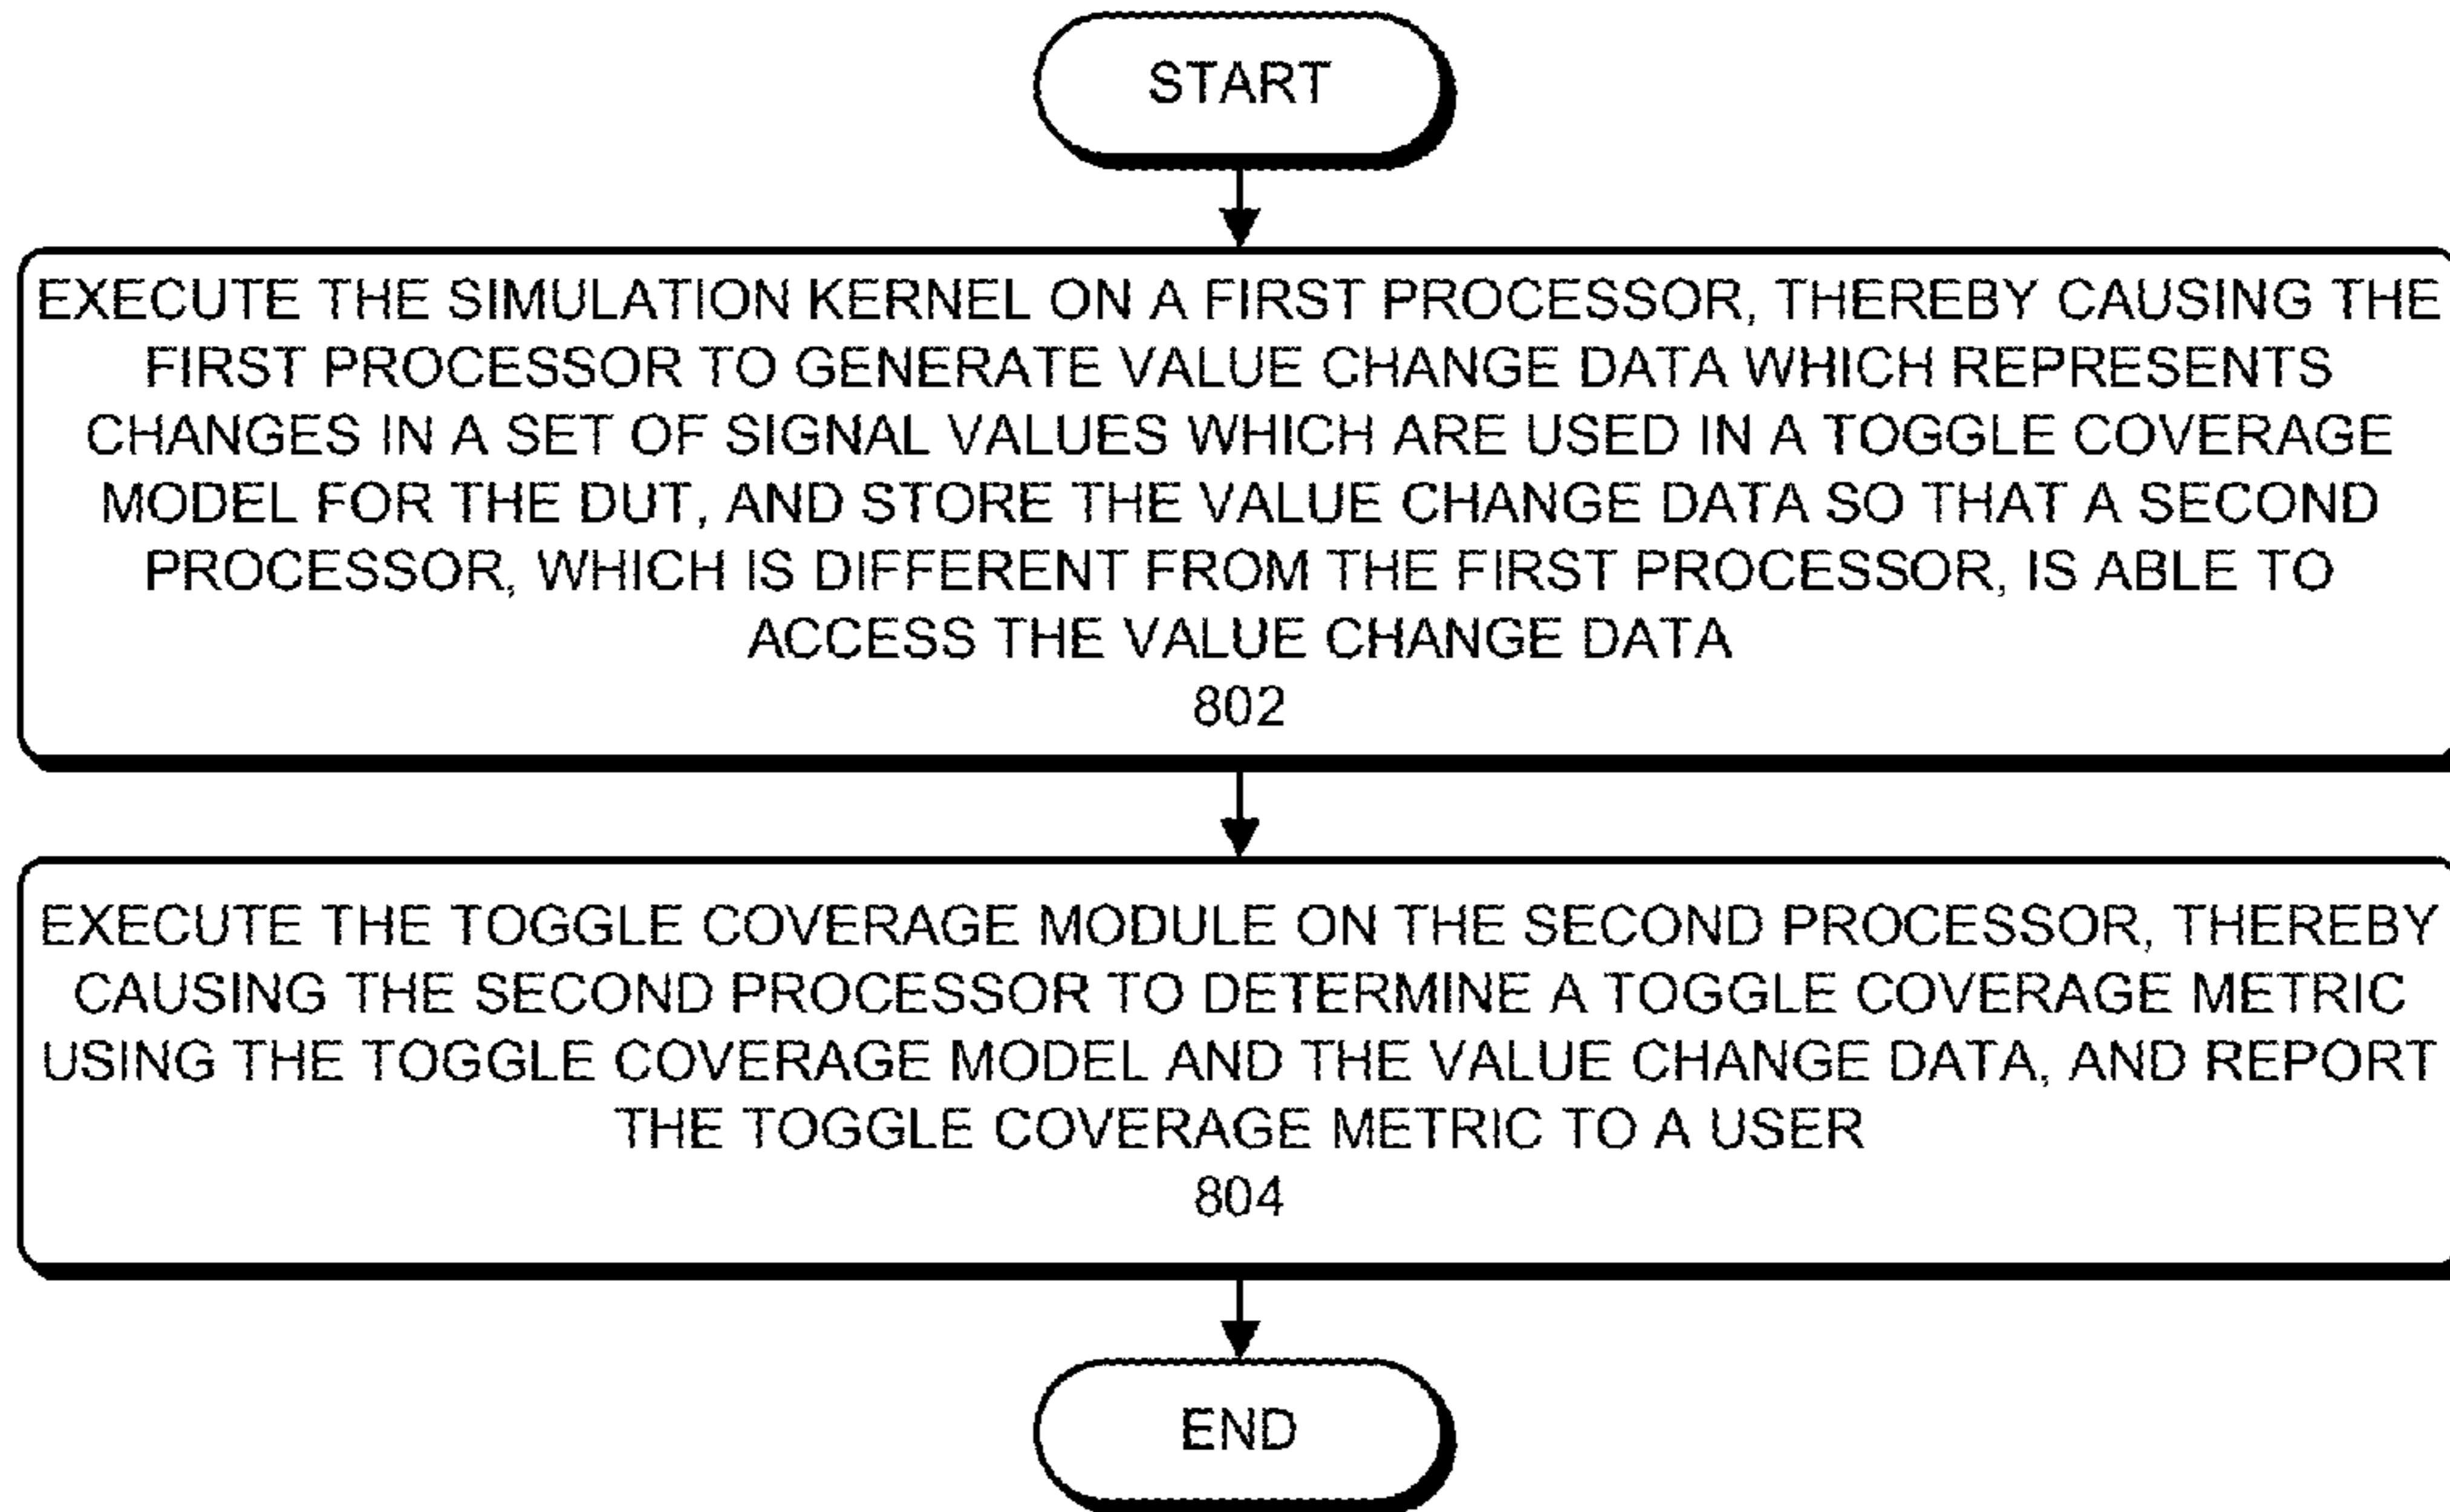 START
EXECUTE THE SIMULATION KERNEL ON A FIRST PROCESSOR, THEREBY CAUSING THE
FIRST PROCESSOR TO GENERATE VALUE CHANGE DATA WHICH REPRESENTS
CHANGES IN A SET OF SIGNAL VALUES WHICH ARE USED IN A TOGGLE COVERAGE
MODEL FOR THE DUT, AND STORE THE VALUE CHANGE DATA SO THAT A SECOND
PROCESSOR, WHICH IS DIFFERENT FROM THE FIRST PROCESSOR, IS ABLE TO
ACCESS THE VALUE CHANGE DATA
802
EXECUTE THE TOGGLE COVERAGE MODULE ON THE SECOND PROCESSOR, THEREBY
CAUSING THE SECOND PROCESSOR TO DETERMINE A TOGGLE COVERAGE METRIC
USING THE TOGGLE COVERAGE MODEL AND THE VALUE CHANGE DATA, AND REPORT
THE TOGGLE COVERAGE METRIC TO A USER
804
END